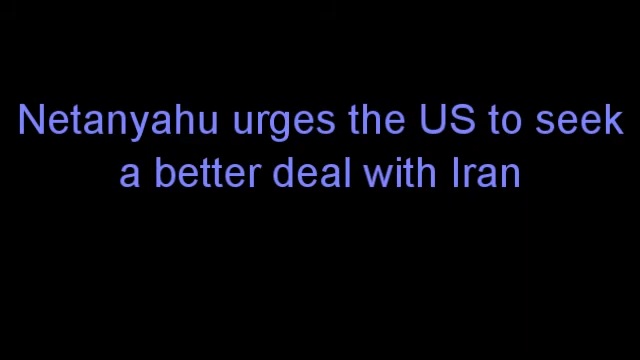 Netanyahu urges the US to seek
a better deal with Iran